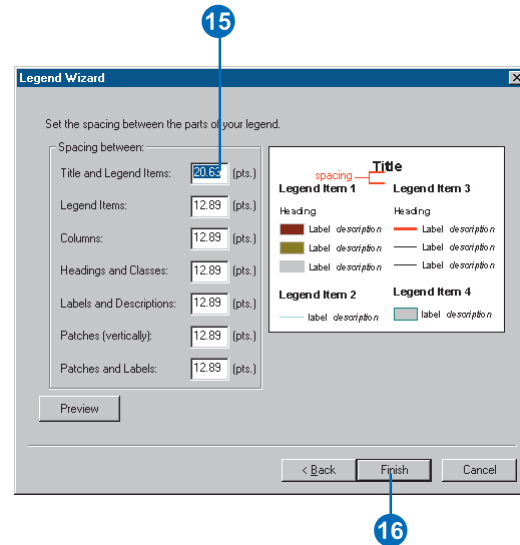 15
Legend Wizard
Set the spacing between the parts of your legend.
Spacing between:
Title and Legend Items: 20.63 (pts.)
Legend Items: 12.89 (pts.)
Columns: 12.89 (pts.)
Headings and Classes: 12.89 (pts.)
Labels and Descriptions: 12.89 (pts.)
Patches (vertically): 12.89 (pts.)
Patches and Labels: 12.89 (pts.)
Title
spacing
Legend Item 1 Legend Item 3
Heading Heading
Label description Label description
Label description Label description
Label description Label description
Legend Item 2 Legend Item 4
label description label description
Preview
< Back Finish Cancel
16